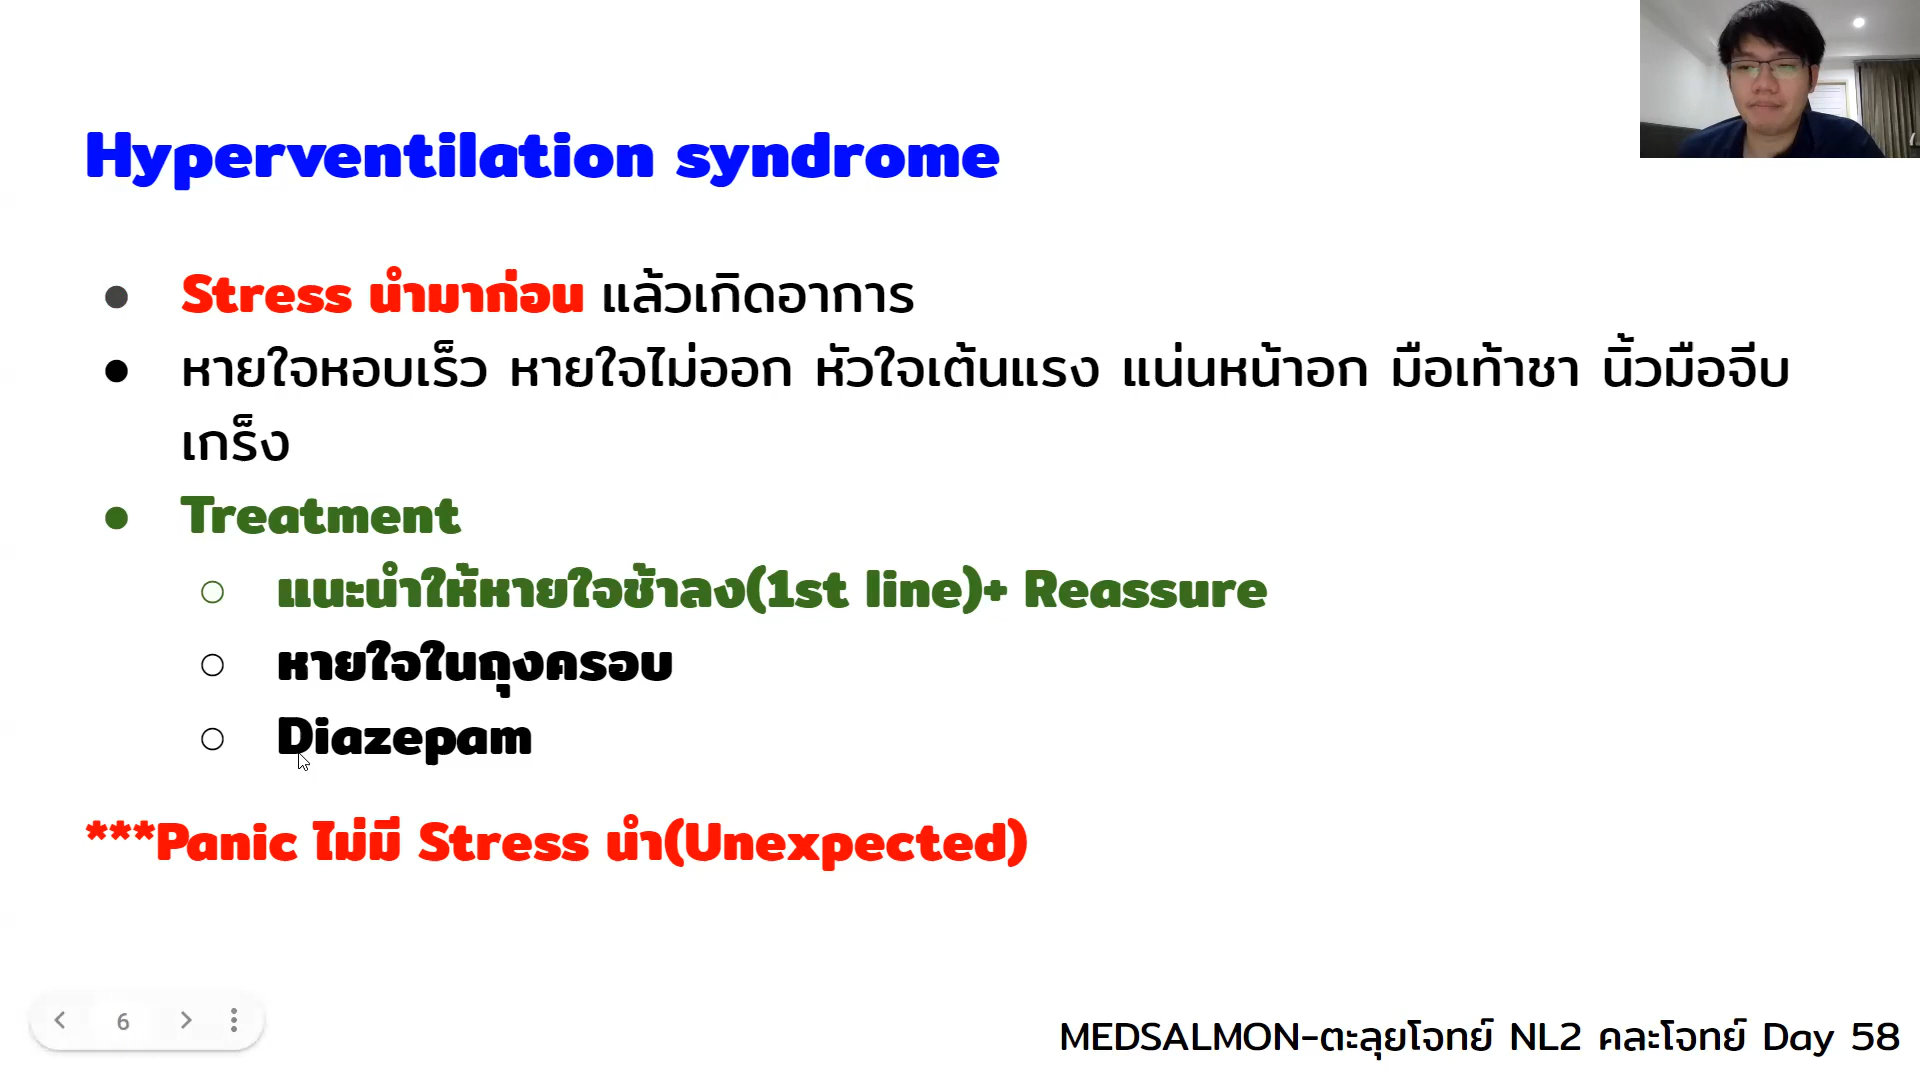 Hyperventilation syndrome
● Stress นำมาก่อน แล้วเกิดอาการ
● หายใจหอบเร็ว หายใจไม่ออก หัวใจเต้นแรง แน่นหน้าอก มือเท้าชา นิ้วมือจีบ
เกร็ง
● Treatment
○ แนะนำให้หายใจช้าลง(1st line)+ Reassure
○ หายใจในถุงครอบ
○ Diazepam
***Panic ไม่มี Stress นำ(Unexpected)
6
MEDSALMON-ตะลุยโจทย์ NL2 คละโจทย์ Day 58